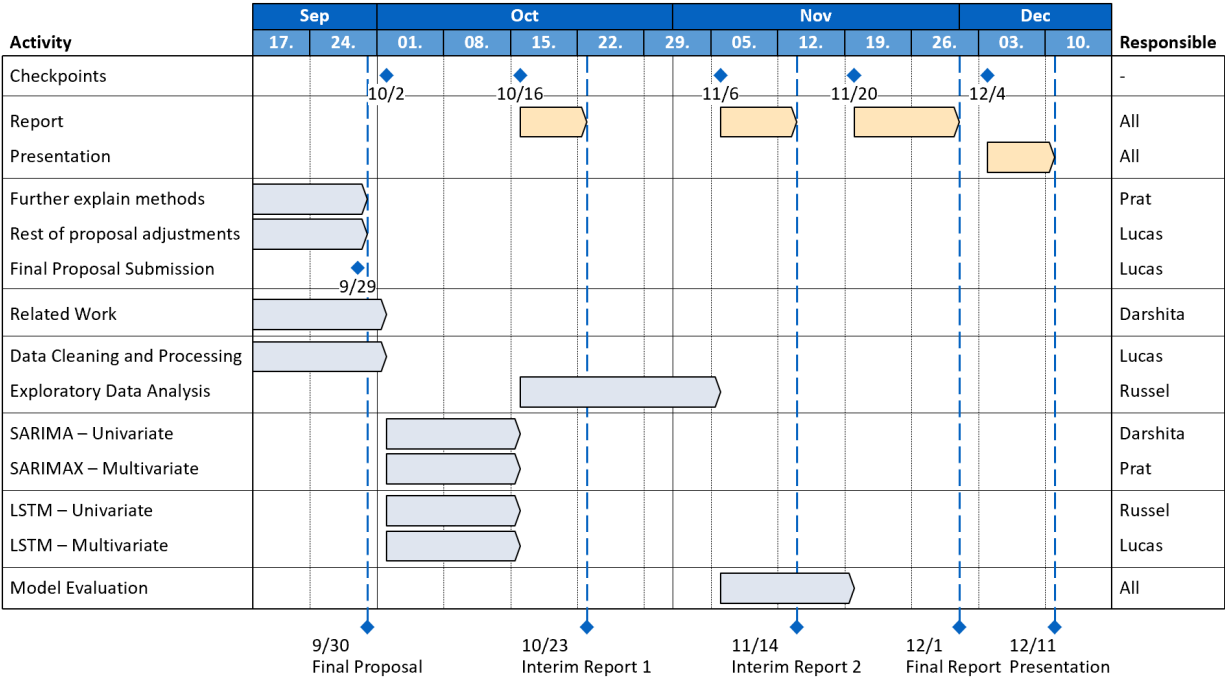 Sep Oct Nov Dec
Activity 17. 24. 01. 08. 15. 22. 29. 05. 12. 19. 26. 03. 10. Responsible
Checkpoints -
10/2 10/16 11/6 11/20 12/4
Report All
Presentation All
Further explain methods Prat
Rest of proposal adjustments Lucas
Final Proposal Submission Lucas
9/29
Related Work Darshita
Data Cleaning and Processing Lucas
Exploratory Data Analysis Russel
SARIMA – Univariate Darshita
SARIMAX – Multivariate Prat
LSTM – Univariate Russel
LSTM – Multivariate Lucas
Model Evaluation All
9/30 10/23 11/14 12/1 12/11
Final Proposal Interim Report 1 Interim Report 2 Final Report Presentation